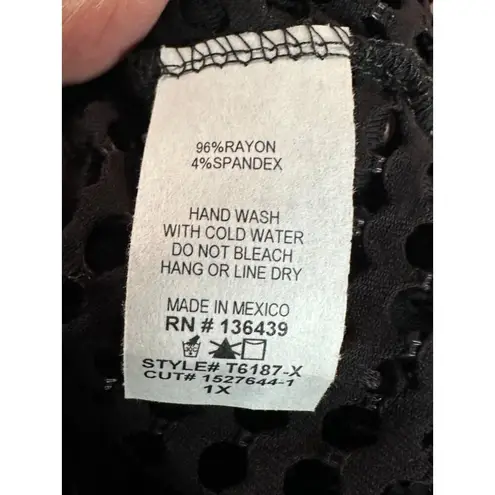 96%RAYON
4%SPANDEX
HAND WASH
WITH COLD WATER
DO NOT BLEACH
HANG OR LINE DRY
MADE IN MEXICO
RN # 136439
STYLE# T6187-X
CUT# 1527644-1
1X